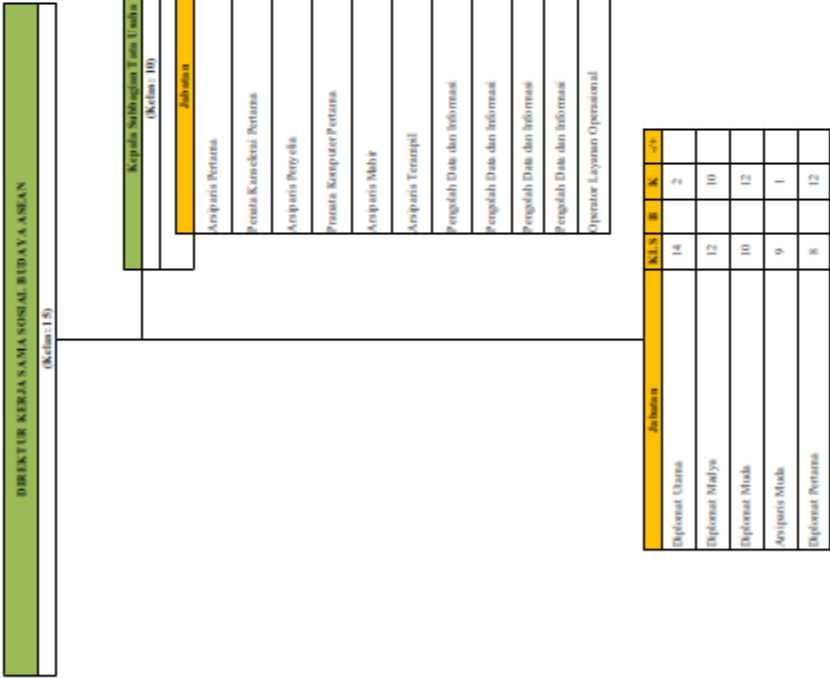 DIREKTUR KERJA SAMA SOSIAL BUDAYA ASEAN
(Kelas: 15)
Kepala Subbagian Tata Usaha
(Kelas: 10)
Jabatan
Arsiparis Pertama
Penata Kanselerai Pertama
Arsiparis Penyelia
Pranata Komputer Pertama
Arsiparis Mahir
Arsiparis Terampil
Pengolah Data dan Informasi
Pengolah Data dan Informasi
Pengolah Data dan Informasi
Pengolah Data dan Informasi
Operator Layanan Operasional
Jabatan KLS B K -/+
Diplomat Utama 14 2
Diplomat Madya 12 10
Diplomat Muda 10 12
Arsiparis Muda 9 1
Diplomat Pertama 8 12